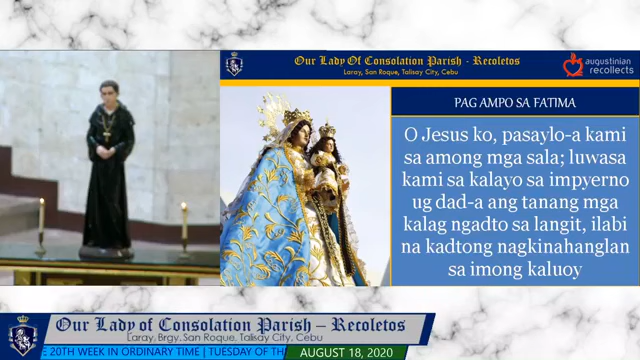 Our Lady Of Consolation Parish - Recoletos
Laray, San Roque, Talisay City, Cebu
augustinian
recollects
PAG AMPO SA FATIMA
O Jesus ko, pasaylo-a kami
sa among mga sala; luwasa
kami sa kalayo sa impyerno
ug dad-a ang tanang mga
kalag ngadto sa langit, ilabi
na kadtong nagkinahanglan
sa imong kaluoy
Our Lady of Consolation Parish – Recoletos
Laray, Brgy. San Roque, Talisay City, Cebu
E 20TH WEEK IN ORDINARY TIME | TUESDAY OF TH
AUGUST 18, 2020